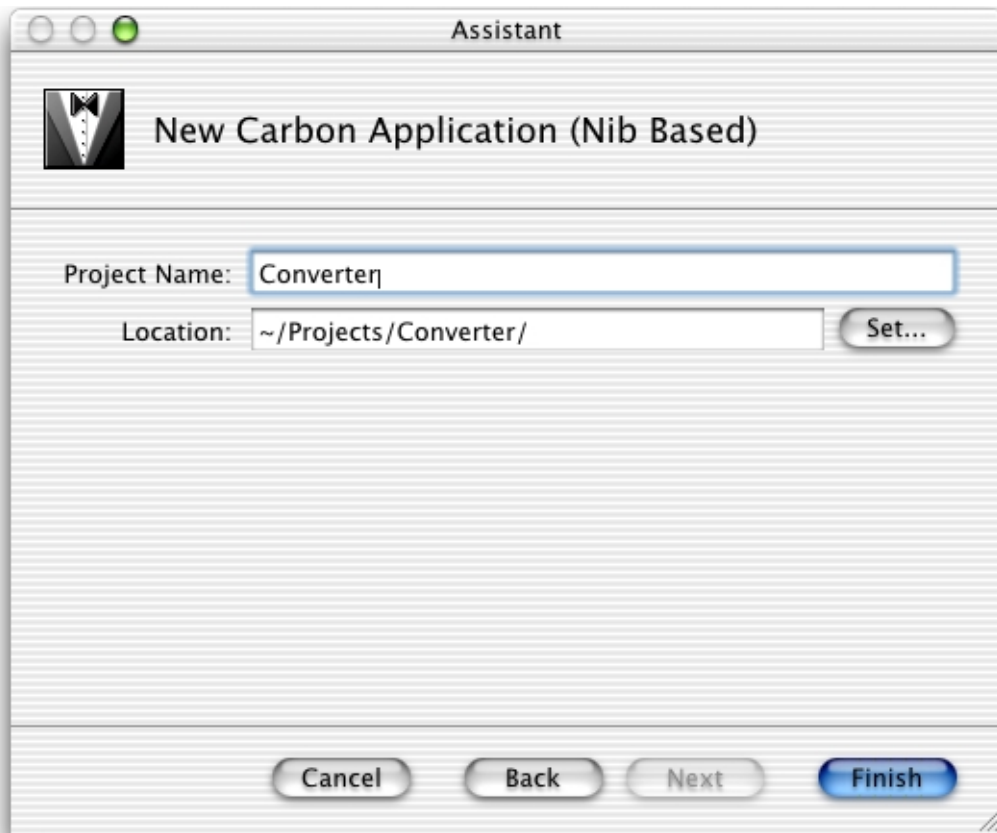 Assistant
New Carbon Application (Nib Based)
Project Name: Converter
Location: ~/Projects/Converter/ Set...
Cancel Back Next Finish